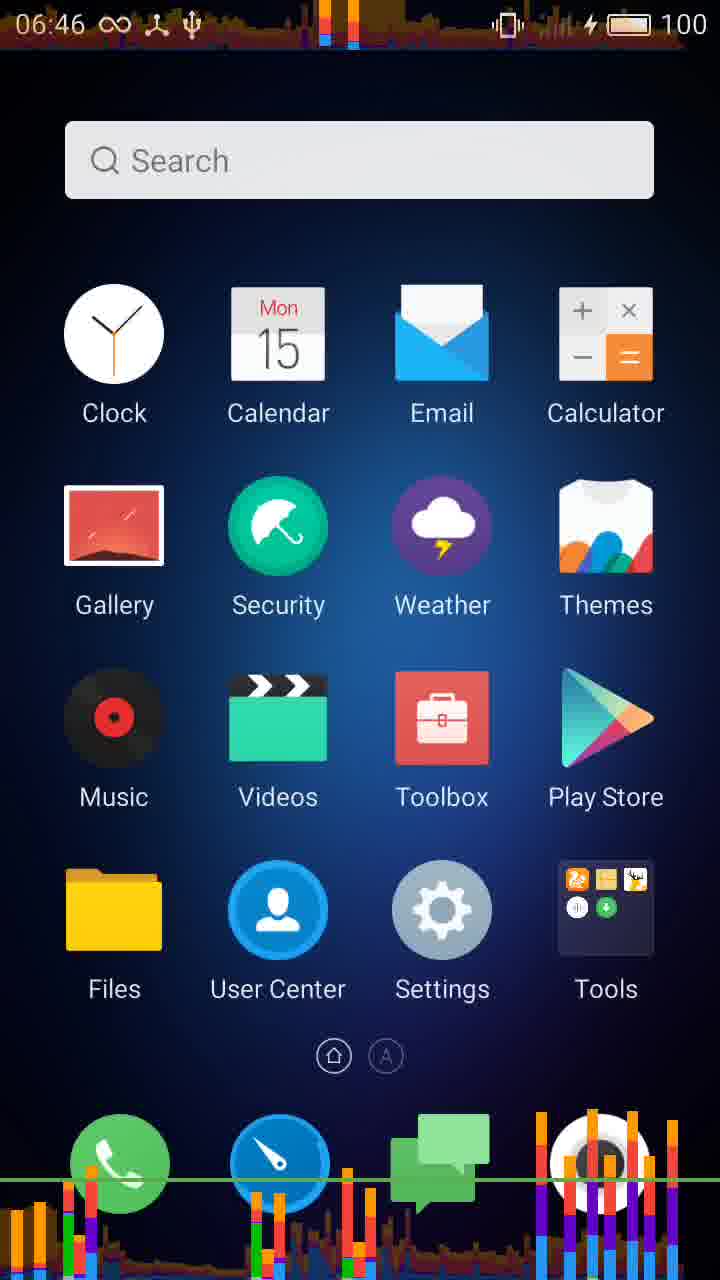 06:46 100
Search
Mon
15
Clock Calendar Email Calculator
Gallery Security Weather Themes
Music Videos Toolbox Play Store
Files User Center Settings Tools
A